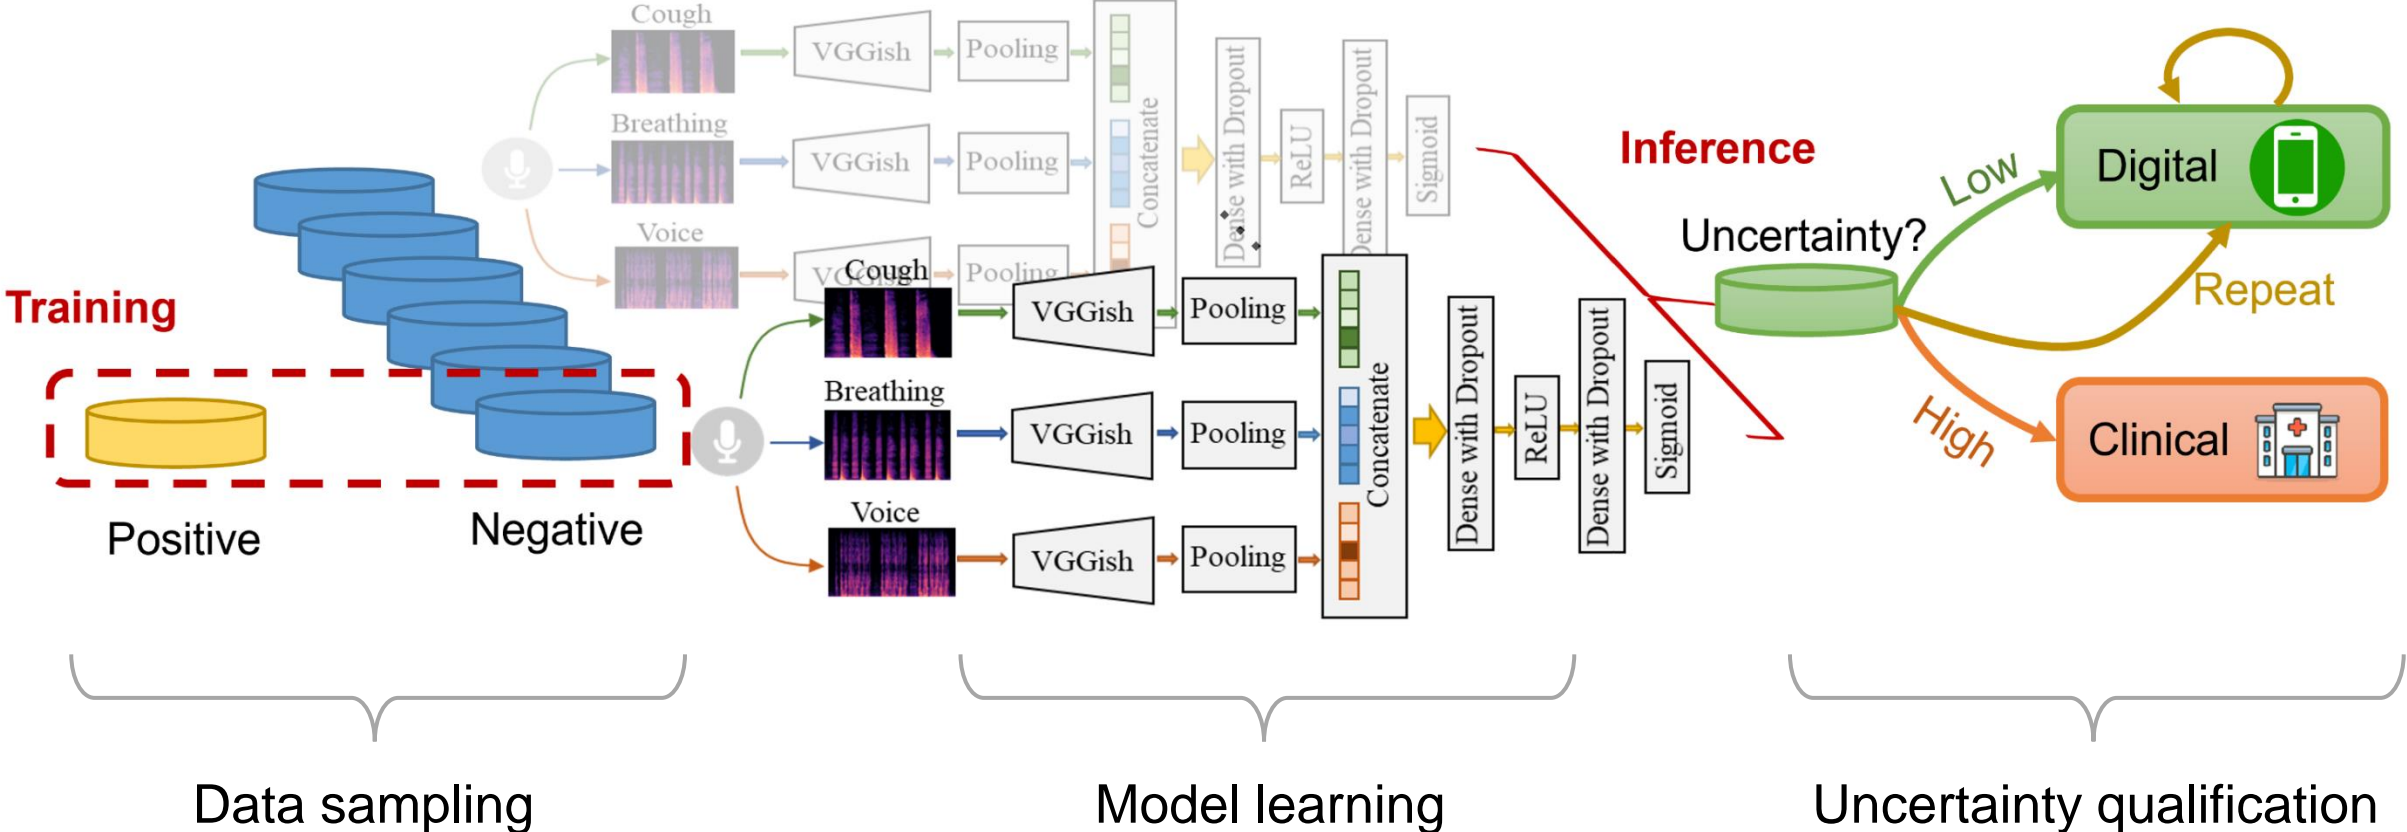 Training
Positive
Negative
Cough
VGGish
Pooling
Breathing
VGGish
Pooling
Voice
VGGish
Pooling
Concatenate
Dense with Dropout
ReLU
Dense with Dropout
Sigmoid
Cough
VGGish
Pooling
Breathing
VGGish
Pooling
Voice
VGGish
Pooling
Concatenate
Dense with Dropout
ReLU
Dense with Dropout
Sigmoid
Inference
Uncertainty?
Low
Digital
Repeat
High
Clinical
Data sampling
Model learning
Uncertainty qualification